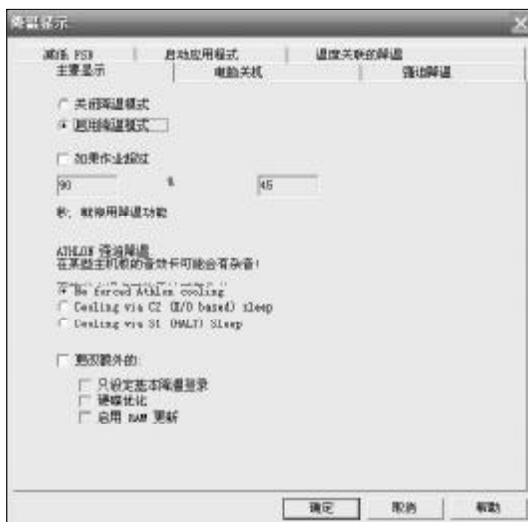 降温显示
减低 FSB 启动应用程式 温度关联的降温
主要显示 电脑关机 强迫降温
关闭降温模式
启用降温模式
如果作业超过
90 % 45
秒, 就停用降温功能
ATHLON 强迫降温
在某些主机板的音效卡可能会有杂音!
No forced Athlon cooling
Cooling via C2 (I/O based) sleep
Cooling via S1 (HALT) Sleep
更改额外的:
只设定基本降温登录
硬碟优化
启用 RAM 更新
确定 取消 帮助